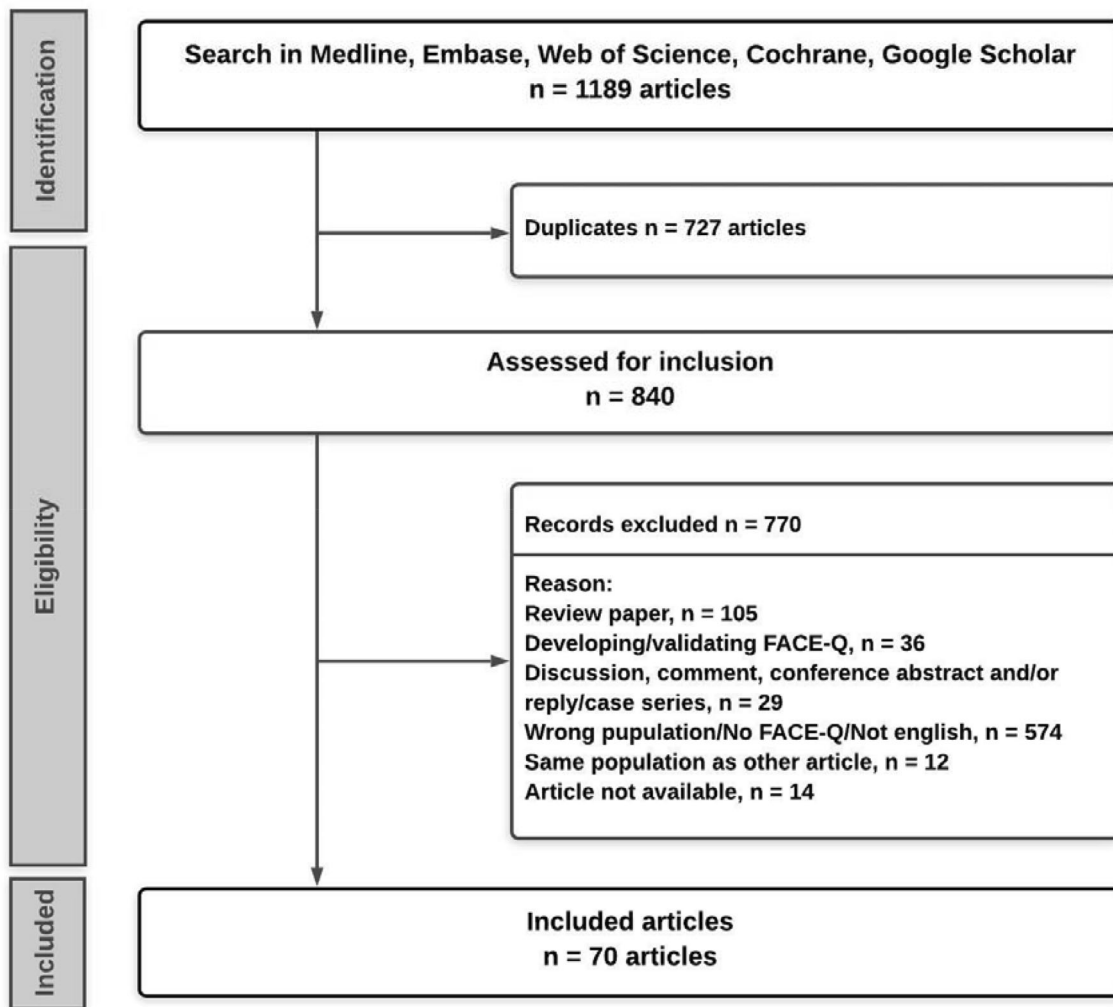 Identification
Search in Medline, Embase, Web of Science, Cochrane, Google Scholar
n = 1189 articles
Duplicates n = 727 articles
Eligibility
Assessed for inclusion
n = 840
Records excluded n = 770
Reason:
Review paper, n = 105
Developing/validating FACE-Q, n = 36
Discussion, comment, conference abstract and/or
reply/case series, n = 29
Wrong pupulation/No FACE-Q/Not english, n = 574
Same population as other article, n = 12
Article not available, n = 14
Included
Included articles
n = 70 articles